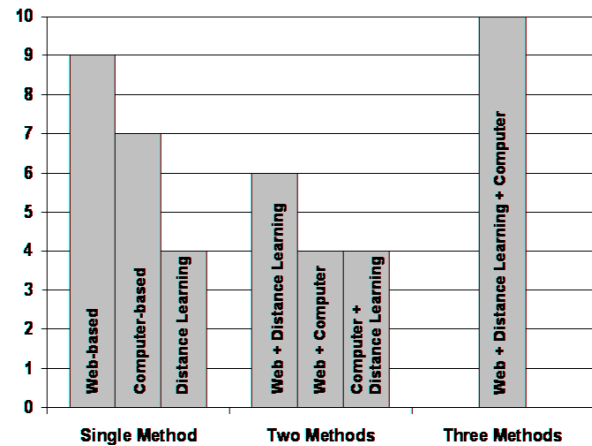 10
9
8
7
6
5
4
3
2
1
0
Web-based
Computer-based
Distance Learning
Web + Distance Learning
Web + Computer
Computer +
Distance Learning
Web + Distance Learning + Computer
Single Method
Two Methods
Three Methods